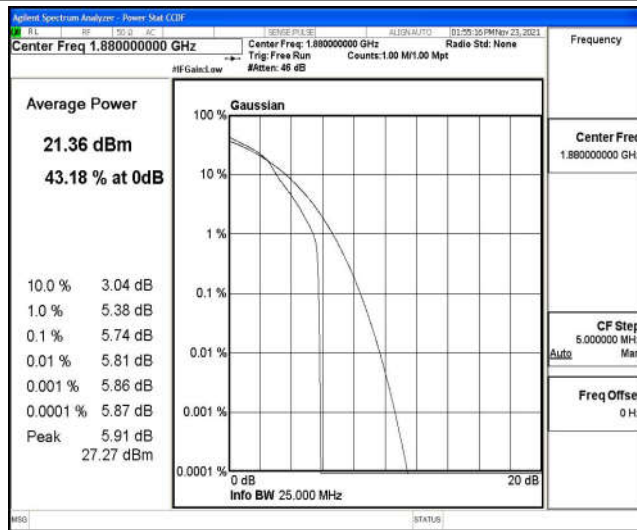 Agilent Spectrum Analyzer - Power Stat CCDF
RL RF 50 Ω AC SENSE:PULSE ALIGN AUTO 01:55:16 PM Nov 23, 2021
Center Freq 1.880000000 GHz
Center Freq: 1.880000000 GHz Radio Std: None
Trig: Free Run Counts:1.00 M/1.00 Mpt
#IFGain:Low #Atten: 46 dB
Frequency
Average Power
21.36 dBm
43.18 % at 0dB
10.0 % 3.04 dB
1.0 % 5.38 dB
0.1 % 5.74 dB
0.01 % 5.81 dB
0.001 % 5.86 dB
0.0001 % 5.87 dB
Peak 5.91 dB
27.27 dBm
Gaussian
100 %
10 %
1 %
0.1 %
0.01 %
0.001 %
0.0001 %
0 dB 20 dB
Info BW 25.000 MHz
Center Freq
1.880000000 GH
CF Step
5.000000 MH
Auto Man
Freq Offse
0 H
MSG STATUS